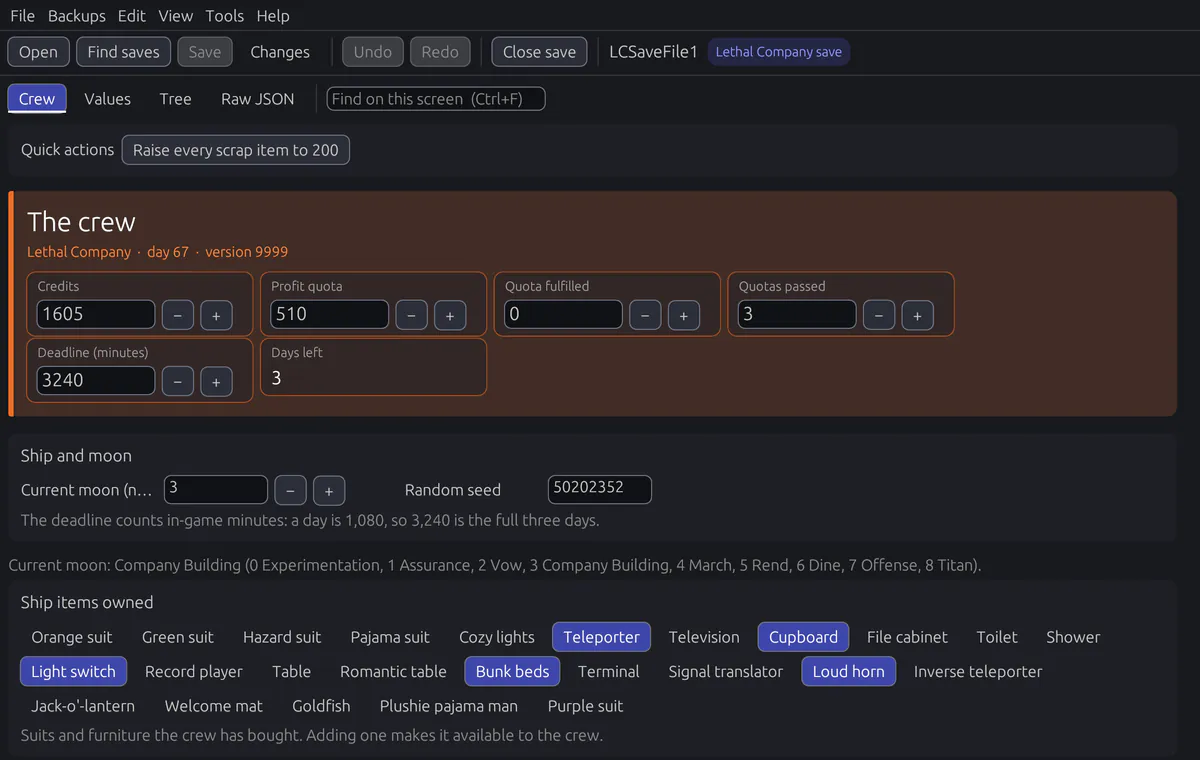 File Backups Edit View Tools Help
Open Find saves Save Changes Undo Redo Close save LCSaveFile1 Lethal Company save
Crew Values Tree Raw JSON Find on this screen (Ctrl+F)
Quick actions Raise every scrap item to 200
The crew
Lethal Company · day 67 · version 9999
Credits Profit quota Quota fulfilled Quotas passed
1605 − + 510 − + 0 − + 3 − +
Deadline (minutes) Days left
3240 − + 3
Ship and moon
Current moon (n... 3 − + Random seed 50202352
The deadline counts in-game minutes: a day is 1,080, so 3,240 is the full three days.
Current moon: Company Building (0 Experimentation, 1 Assurance, 2 Vow, 3 Company Building, 4 March, 5 Rend, 6 Dine, 7 Offense, 8 Titan).
Ship items owned
Orange suit Green suit Hazard suit Pajama suit Cozy lights Teleporter Television Cupboard File cabinet Toilet Shower
Light switch Record player Table Romantic table Bunk beds Terminal Signal translator Loud horn Inverse teleporter
Jack-o'-lantern Welcome mat Goldfish Plushie pajama man Purple suit
Suits and furniture the crew has bought. Adding one makes it available to the crew.